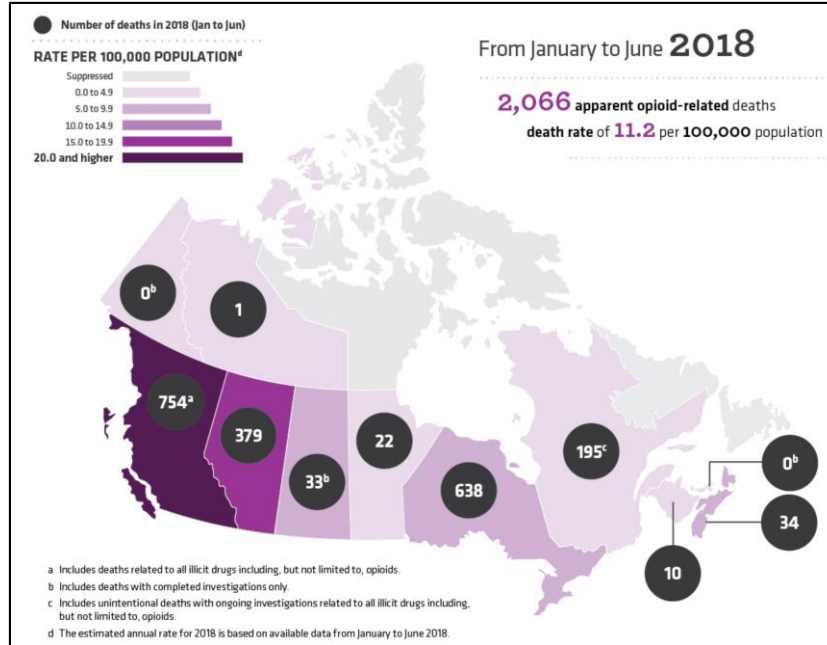 Number of deaths in 2018 (Jan to Jun)
RATE PER 100,000 POPULATIONᵈ
Suppressed
0.0 to 4.9
5.0 to 9.9
10.0 to 14.9
15.0 to 19.9
20.0 and higher
From January to June 2018
2,066 apparent opioid-related deaths
death rate of 11.2 per 100,000 population
0ᵇ
1
754ᵃ
379
33ᵇ
22
638
195ᶜ
0ᵇ
34
10
a Includes deaths related to all illicit drugs including, but not limited to, opioids.
b Includes deaths with completed investigations only.
c Includes unintentional deaths with ongoing investigations related to all illicit drugs including,
but not limited to, opioids.
d The estimated annual rate for 2018 is based on available data from January to June 2018.